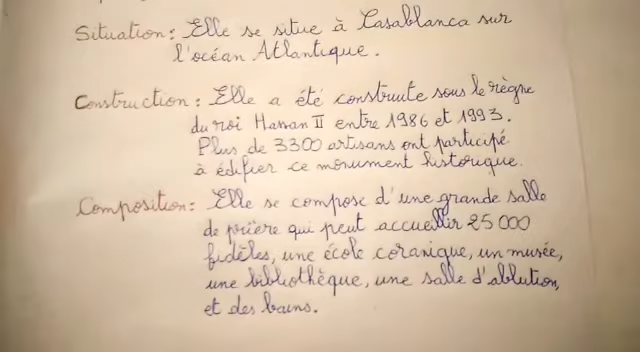 Situation : Elle se situe à Casablanca sur
l'océan Atlantique.
Construction : Elle a été construite sous le règne
du roi Hassan II entre 1986 et 1993.
Plus de 3300 artisans ont participé
à édifier ce monument historique.
Composition : Elle se compose d'une grande salle
de prière qui peut accueillir 25 000
fidèles, une école coranique, un musée,
une bibliothèque, une salle d'ablution,
et des bains.